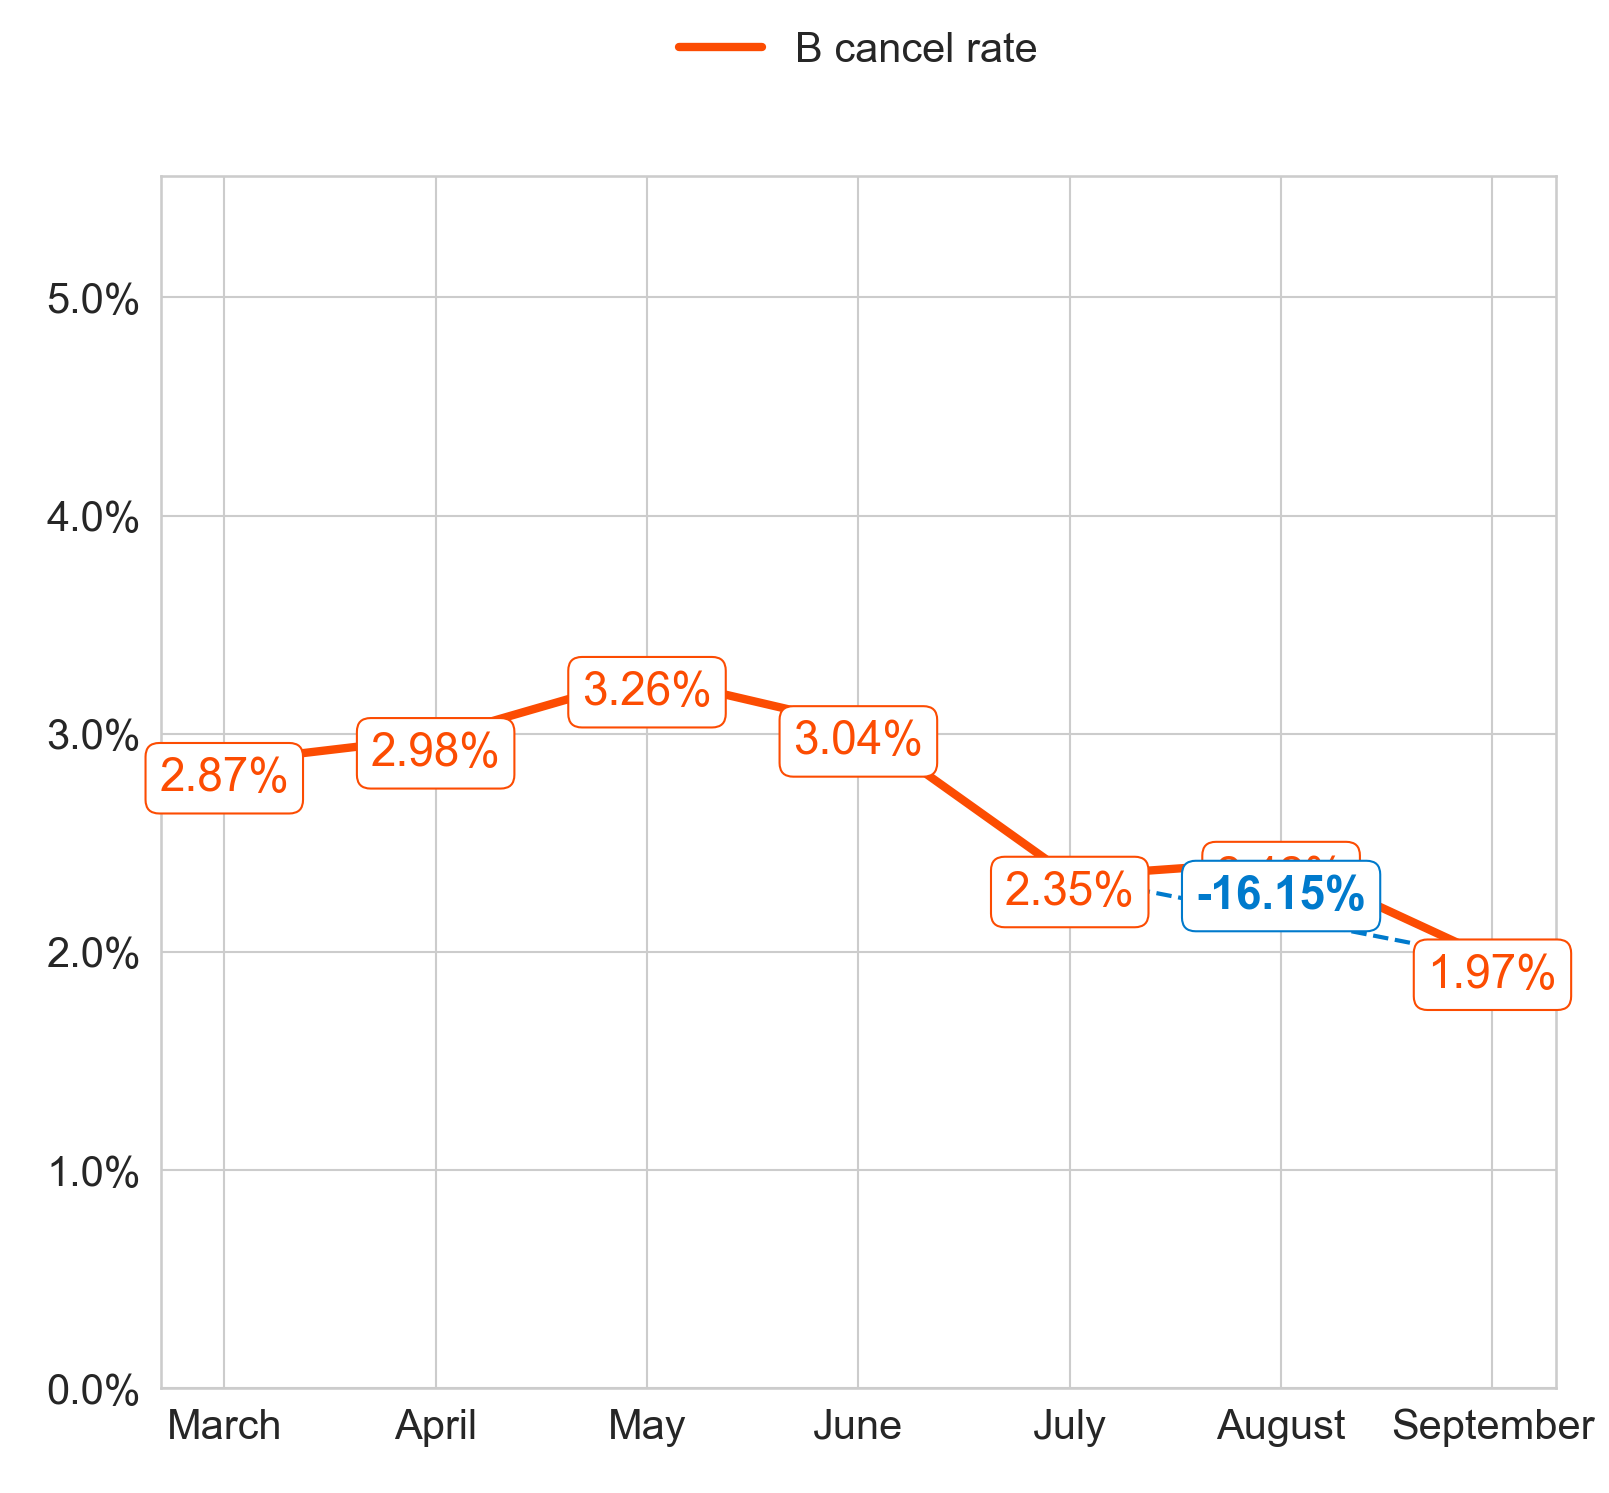 B cancel rate
5.0%
4.0%
3.0%
2.0%
1.0%
0.0%
2.87%
2.98%
3.26%
3.04%
2.35%
-16.15%
1.97%
March
April
May
June
July
August
September